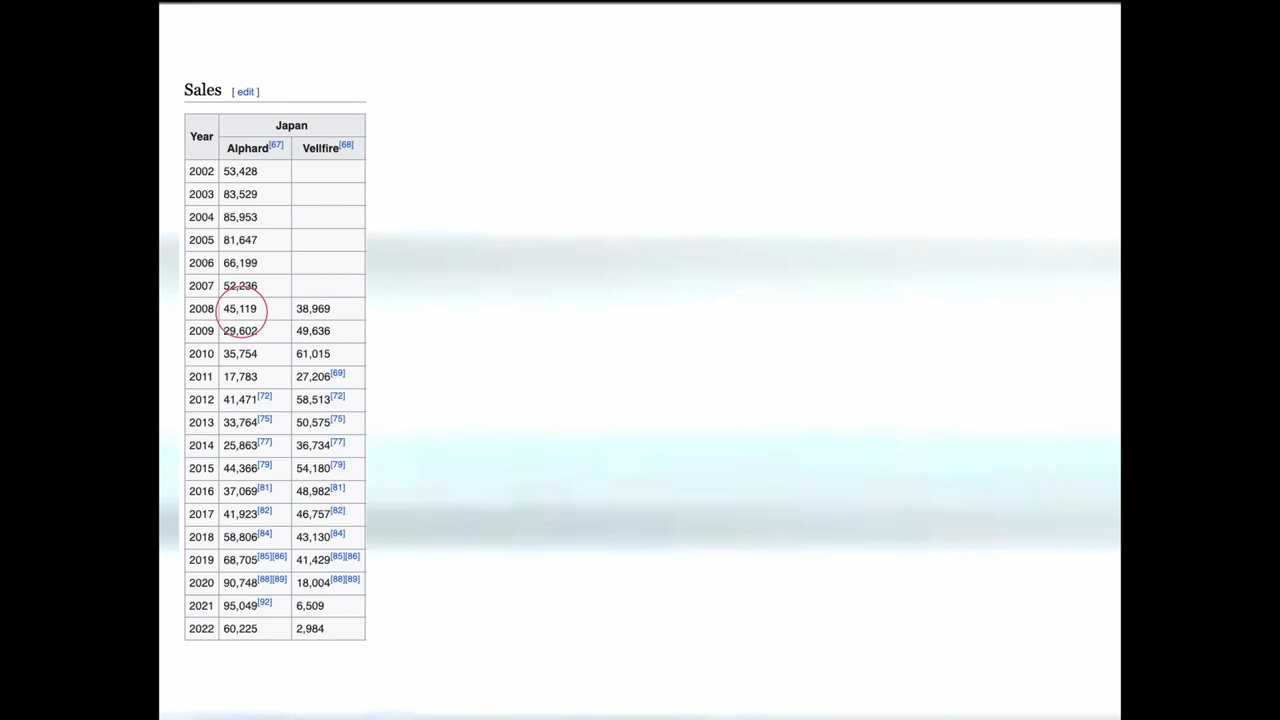 Sales [ edit ]
Year Japan
Alphard[67] Vellfire[68]
2002 53,428
2003 83,529
2004 85,953
2005 81,647
2006 66,199
2007 52,236
2008 45,119 38,969
2009 29,602 49,636
2010 35,754 61,015
2011 17,783 27,206[69]
2012 41,471[72] 58,513[72]
2013 33,764[75] 50,575[75]
2014 25,863[77] 36,734[77]
2015 44,366[79] 54,180[79]
2016 37,069[81] 48,982[81]
2017 41,923[82] 46,757[82]
2018 58,806[84] 43,130[84]
2019 68,705[85][86] 41,429[85][86]
2020 90,748[88][89] 18,004[88][89]
2021 95,049[92] 6,509
2022 60,225 2,984